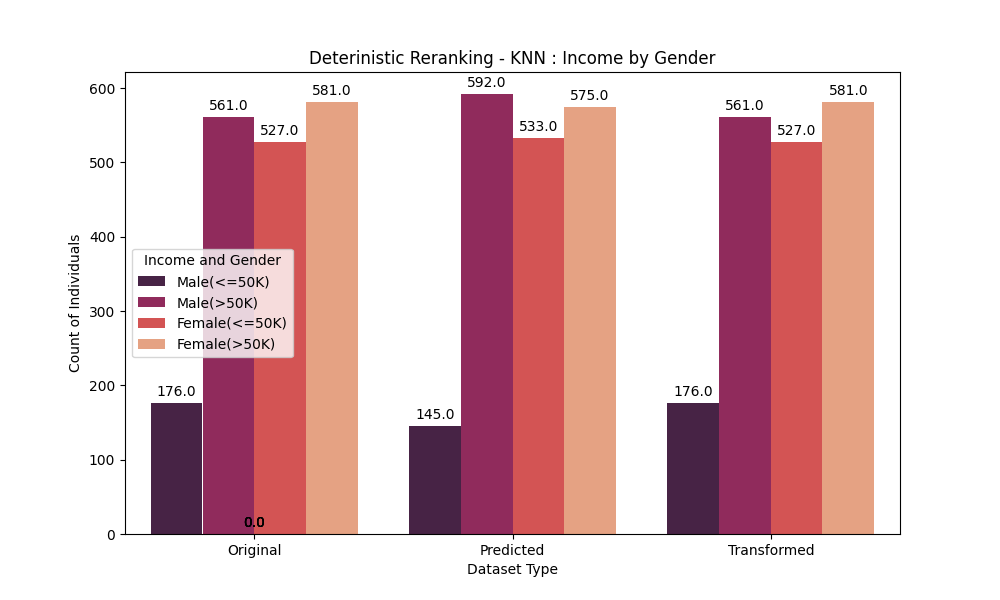 Deterinistic Reranking - KNN : Income by Gender
592.0
581.0
581.0
575.0
561.0
561.0
533.0
527.0
527.0
176.0
176.0
145.0
0.0
600
500
400
300
200
100
0
Count of Individuals
Income and Gender
Male(<=50K)
Male(>50K)
Female(<=50K)
Female(>50K)
Original
Predicted
Transformed
Dataset Type